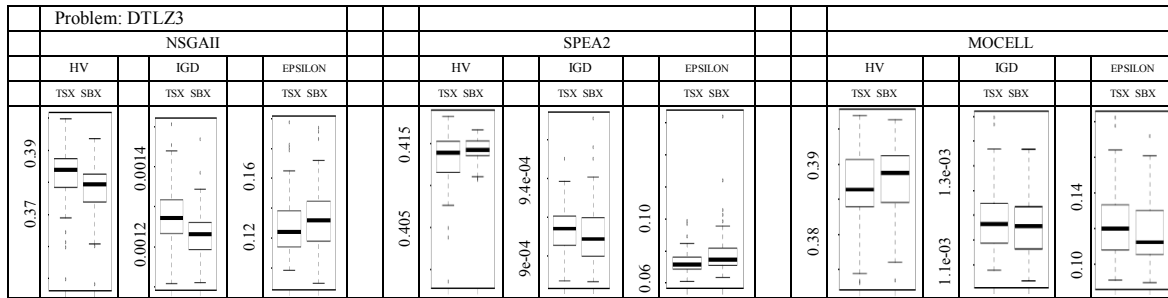 Problem: DTLZ3
NSGAII SPEA2 MOCELL
HV IGD EPSILON HV IGD EPSILON HV IGD EPSILON
TSX SBX TSX SBX TSX SBX TSX SBX TSX SBX TSX SBX TSX SBX TSX SBX TSX SBX
0.39 0.37
0.0014 0.0012
0.16 0.12
0.415 0.405
9.4e-04 9e-04
0.10 0.06
0.39 0.38
1.3e-03 1.1e-03
0.14 0.10